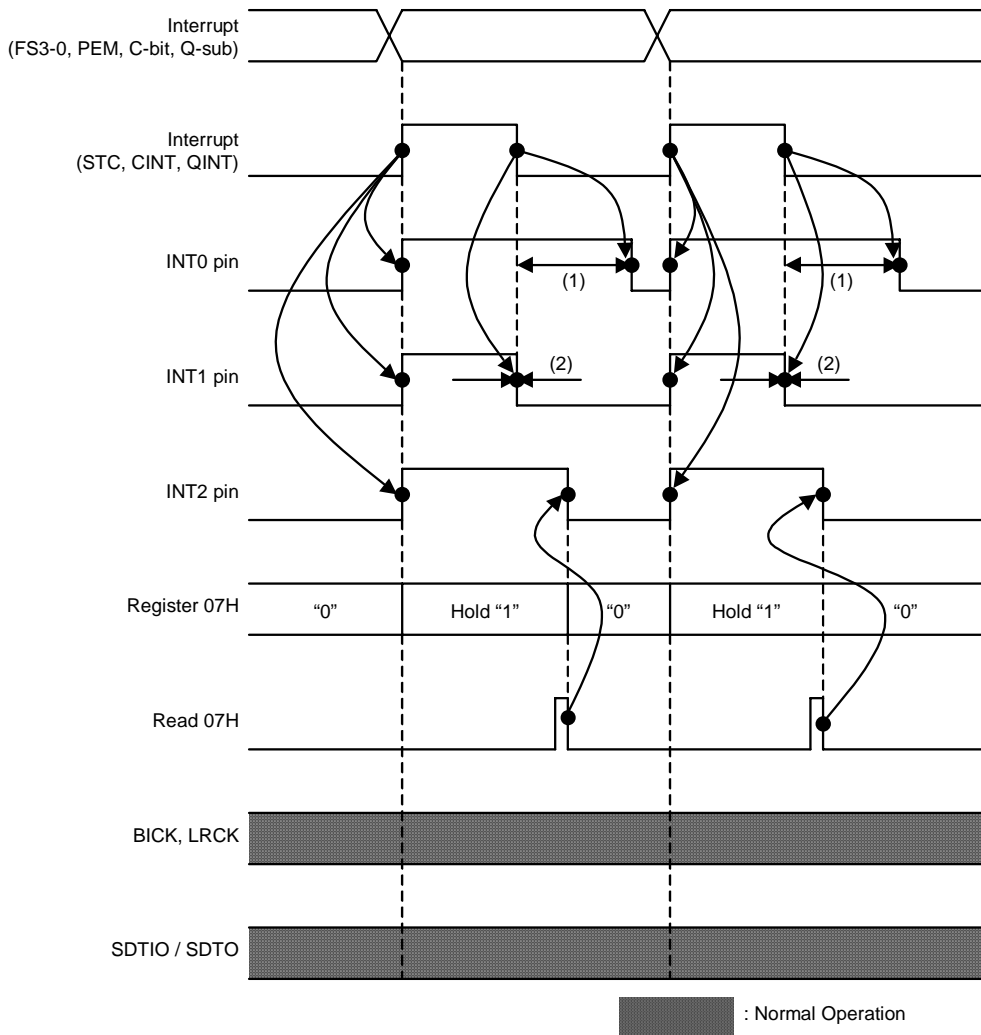 Interrupt
(FS3-0, PEM, C-bit, Q-sub)
Interrupt
(STC, CINT, QINT)
INT0 pin
(1)
(1)
INT1 pin
(2)
(2)
INT2 pin
Register 07H
“0”
Hold “1”
“0”
Hold “1”
“0”
Read 07H
BICK, LRCK
SDTIO / SDTO
: Normal Operation